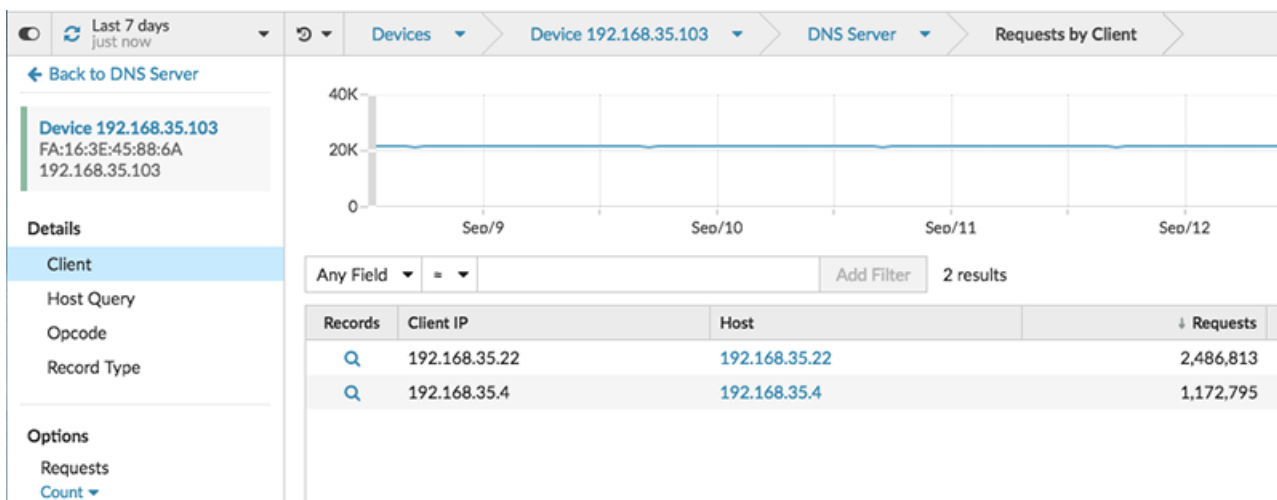 Last 7 days
just now
Devices
Device 192.168.35.103
DNS Server
Requests by Client
Back to DNS Server
Device 192.168.35.103
FA:16:3E:45:88:6A
192.168.35.103
Details
Client
Host Query
Opcode
Record Type
Options
Requests
Count
40K
20K
0
Sep/9 Sep/10 Sep/11 Sep/12
Any Field = Add Filter 2 results
Records Client IP Host Requests
192.168.35.22 192.168.35.22 2,486,813
192.168.35.4 192.168.35.4 1,172,795